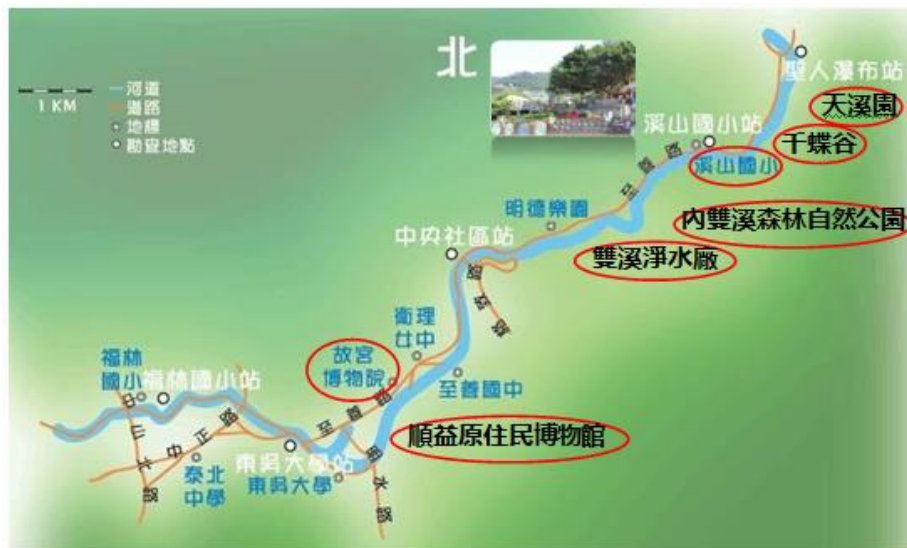 北
1 KM
河道
道路
地標
勘查地點
聖人瀑布站
天溪園
千蝶谷
溪山國小站
溪山國小
至善路
明德樂園
內雙溪森林自然公園
雙溪淨水廠
中央社區站
衛理
女中
故宮
博物院
至善國中
至善路
福林
國小
福林國小站
中山北路
中正路
泰北
中學
東吳大學站
東吳大學
明水路
順益原住民博物館